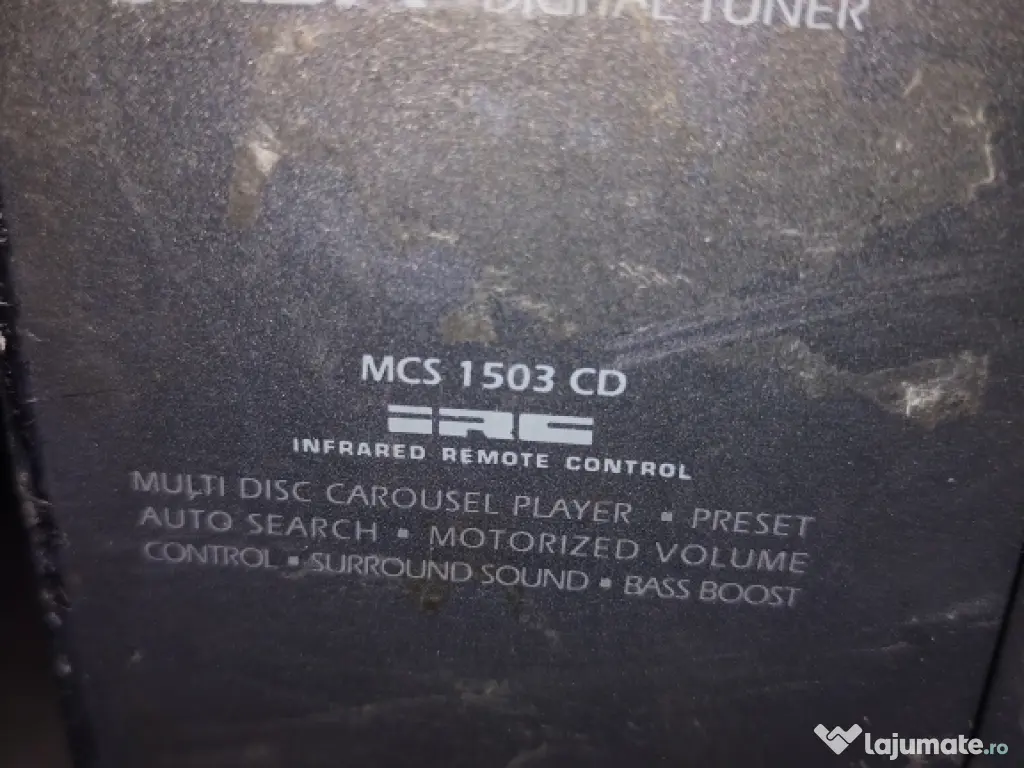 DIGITAL TUNER
MCS 1503 CD
IRC
INFRARED REMOTE CONTROL
MULTI DISC CAROUSEL PLAYER ▪ PRESET
AUTO SEARCH ▪ MOTORIZED VOLUME
CONTROL ▪ SURROUND SOUND ▪ BASS BOOST
lajumate.ro